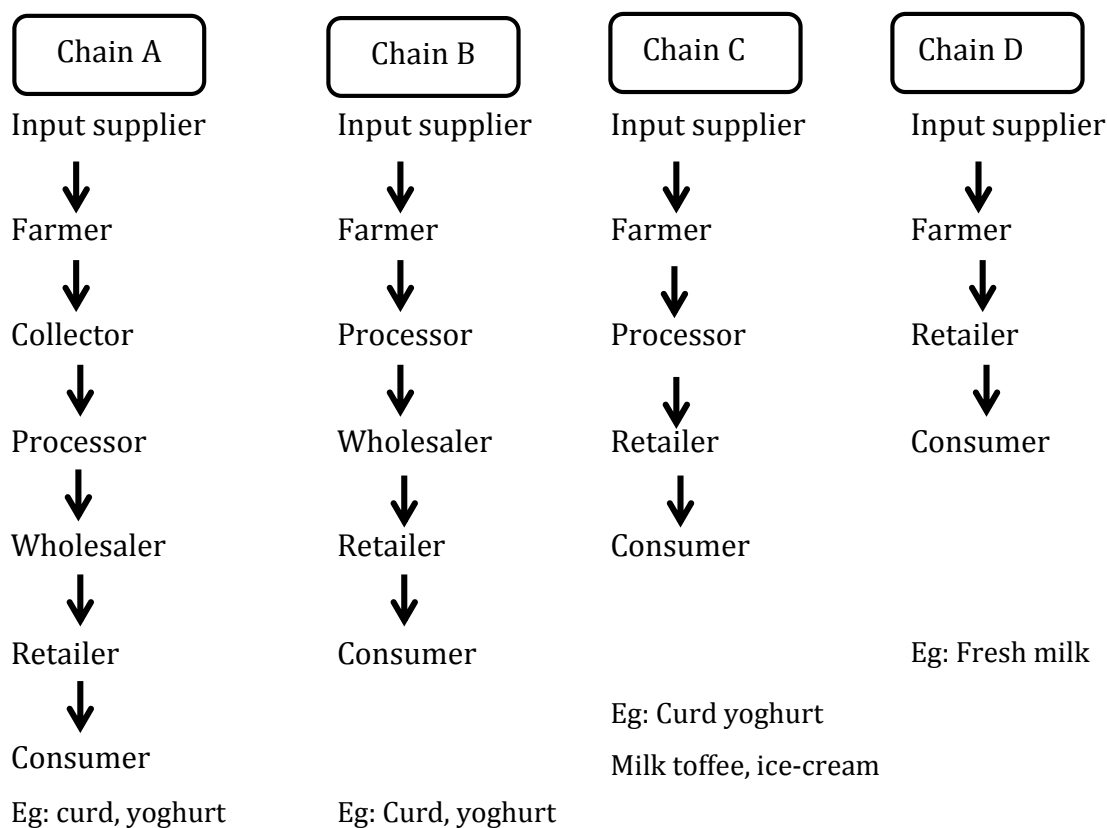 Chain A
Input supplier
Farmer
Collector
Processor
Wholesaler
Retailer
Consumer
Eg: curd, yoghurt
Chain B
Input supplier
Farmer
Processor
Wholesaler
Retailer
Consumer
Eg: Curd, yoghurt
Chain C
Input supplier
Farmer
Processor
Retailer
Consumer
Eg: Curd yoghurt
Milk toffee, ice-cream
Chain D
Input supplier
Farmer
Retailer
Consumer
Eg: Fresh milk